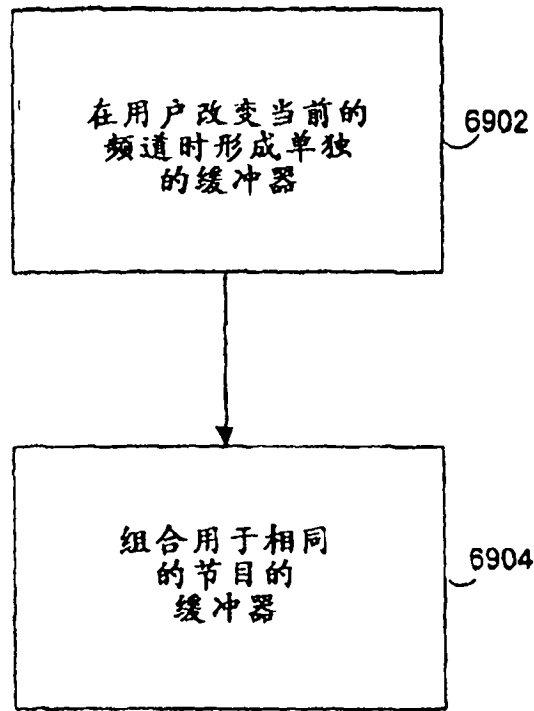 在用户改变当前的
频道时形成单独
的缓冲器
6902
组合用于相同
的节目的
缓冲器
6904